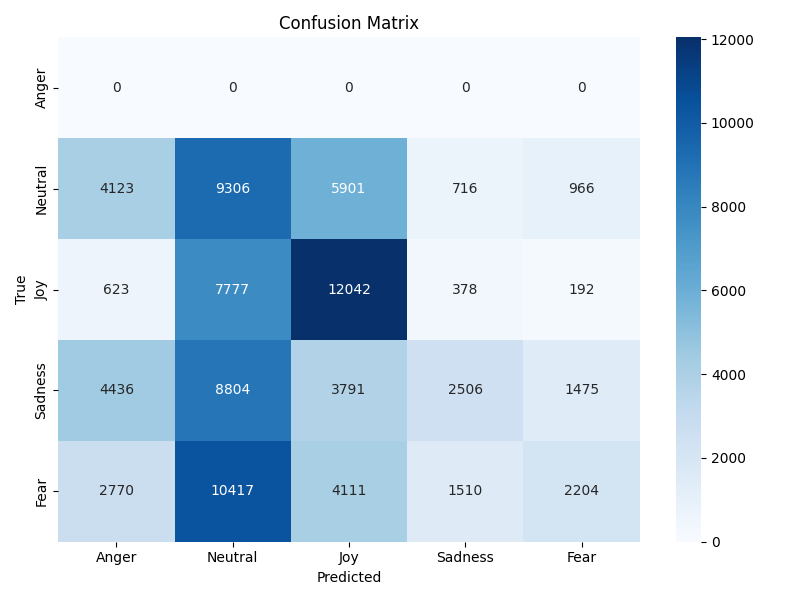 Confusion Matrix
True
Anger 0 0 0 0 0
Neutral 4123 9306 5901 716 966
Joy 623 7777 12042 378 192
Sadness 4436 8804 3791 2506 1475
Fear 2770 10417 4111 1510 2204
Anger Neutral Joy Sadness Fear
Predicted
12000
10000
8000
6000
4000
2000
0